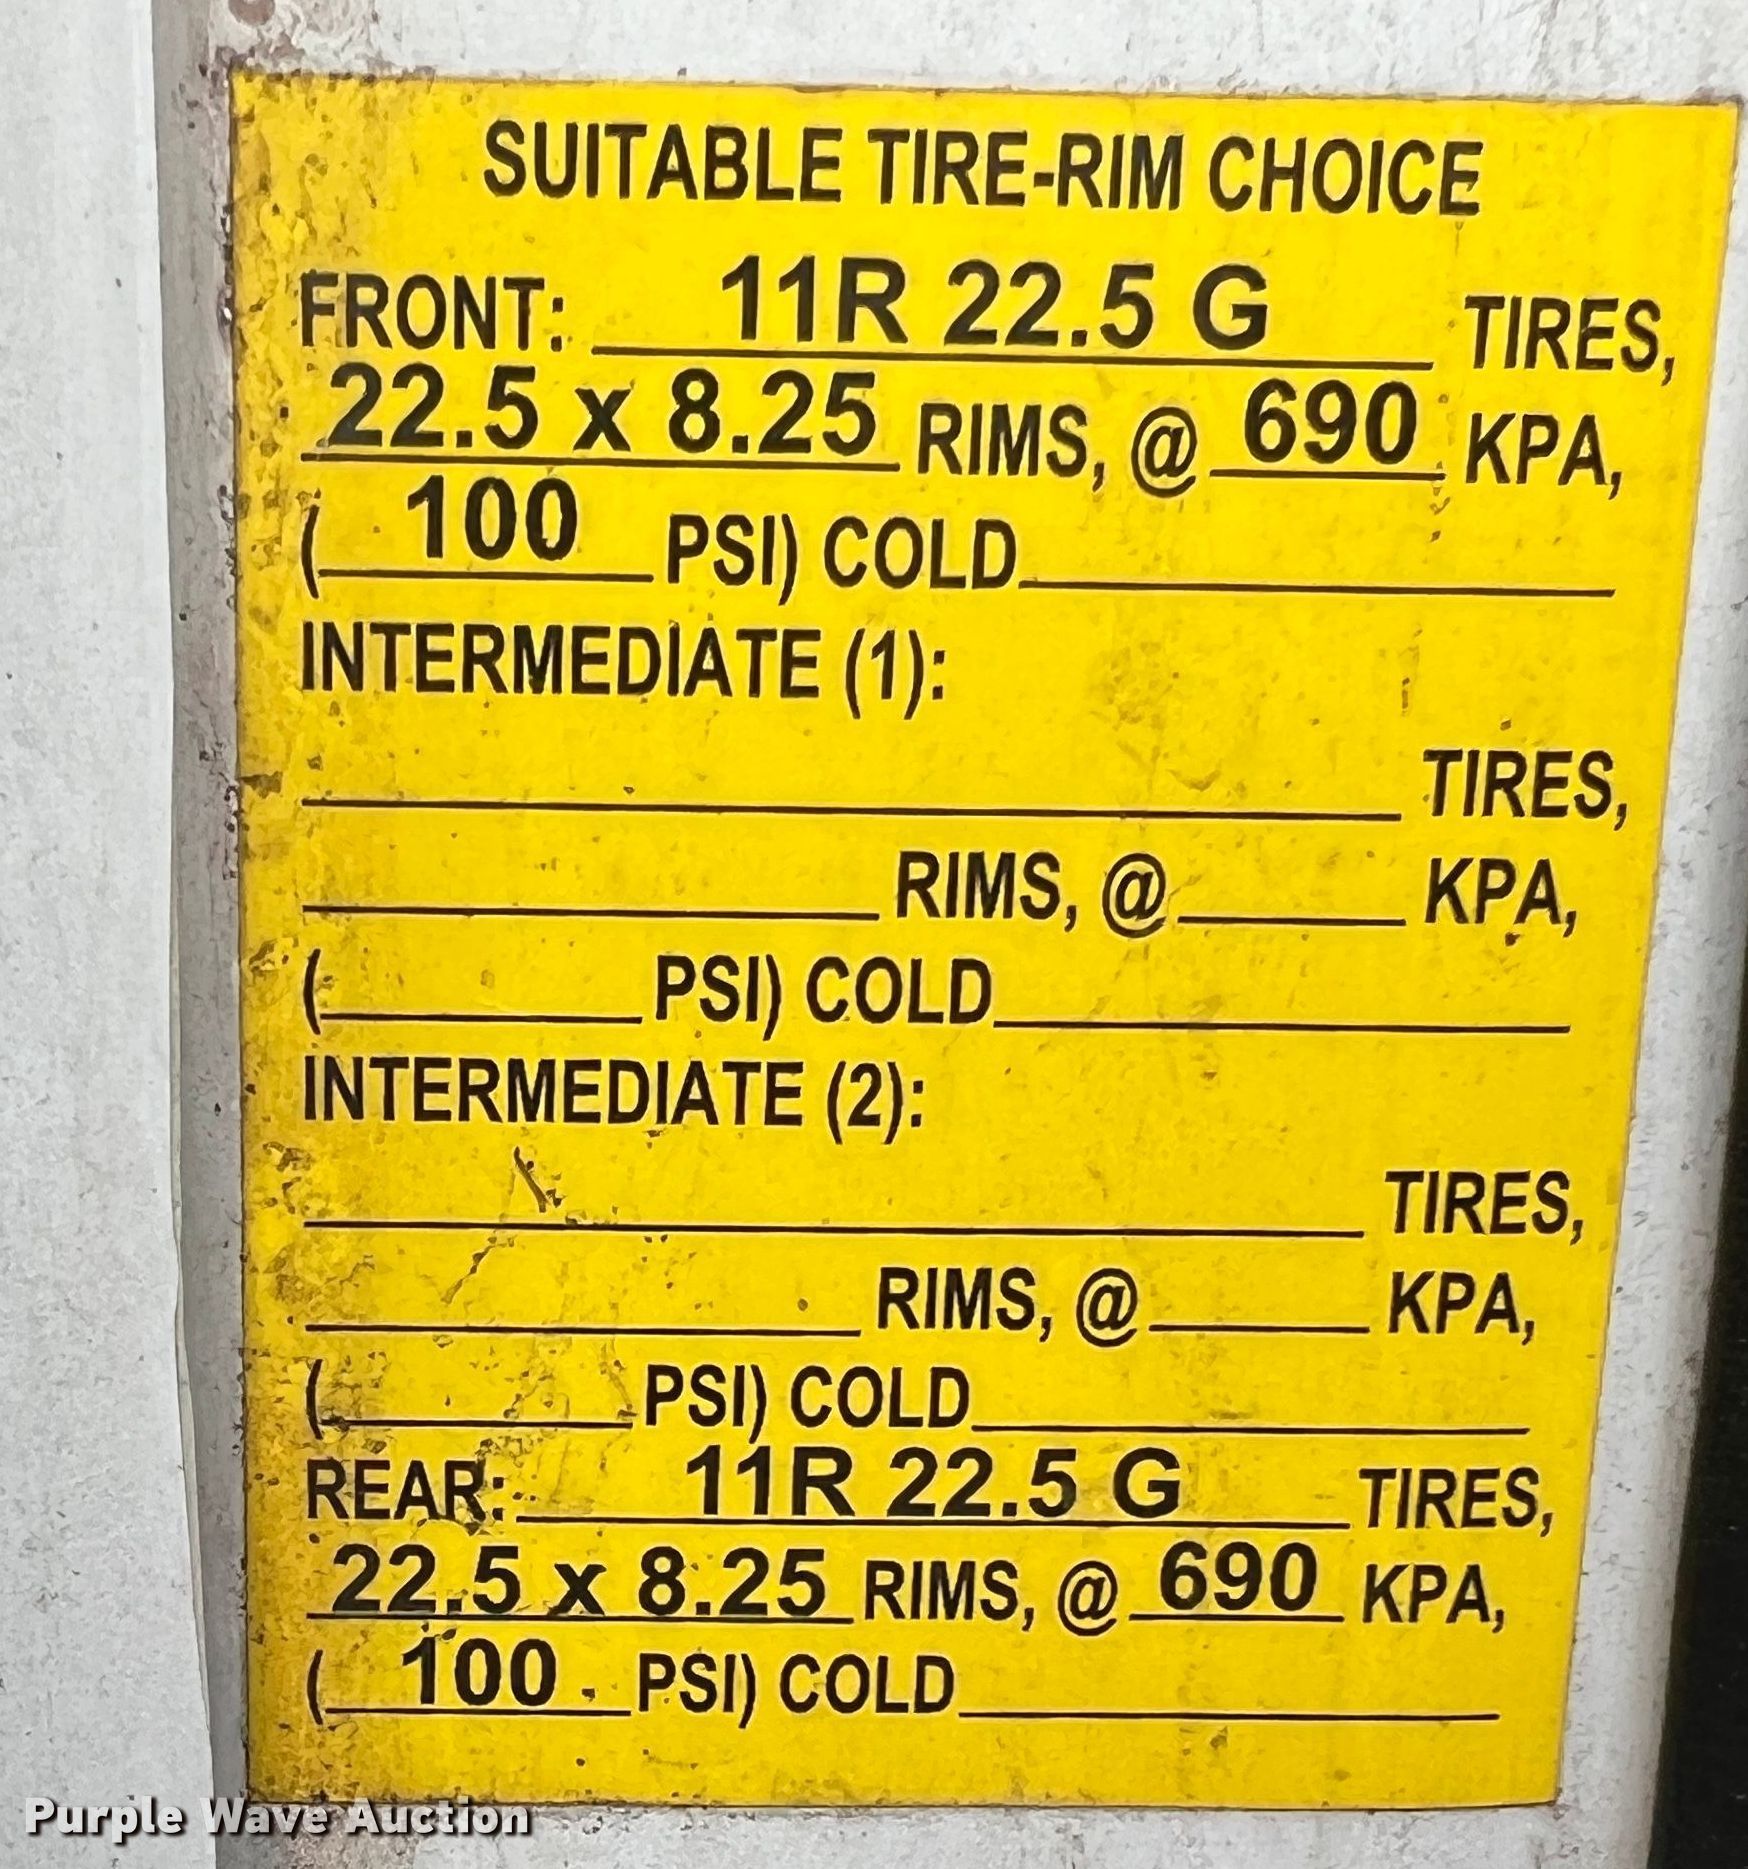 SUITABLE TIRE-RIM CHOICE
FRONT: 11R 22.5 G TIRES,
22.5 x 8.25 RIMS, @ 690 KPA,
( 100 PSI) COLD
INTERMEDIATE (1):
TIRES,
RIMS, @ KPA,
( PSI) COLD
INTERMEDIATE (2):
TIRES,
RIMS, @ KPA,
( PSI) COLD
REAR: 11R 22.5 G TIRES,
22.5 x 8.25 RIMS, @ 690 KPA,
( 100 PSI) COLD
Purple Wave Auction